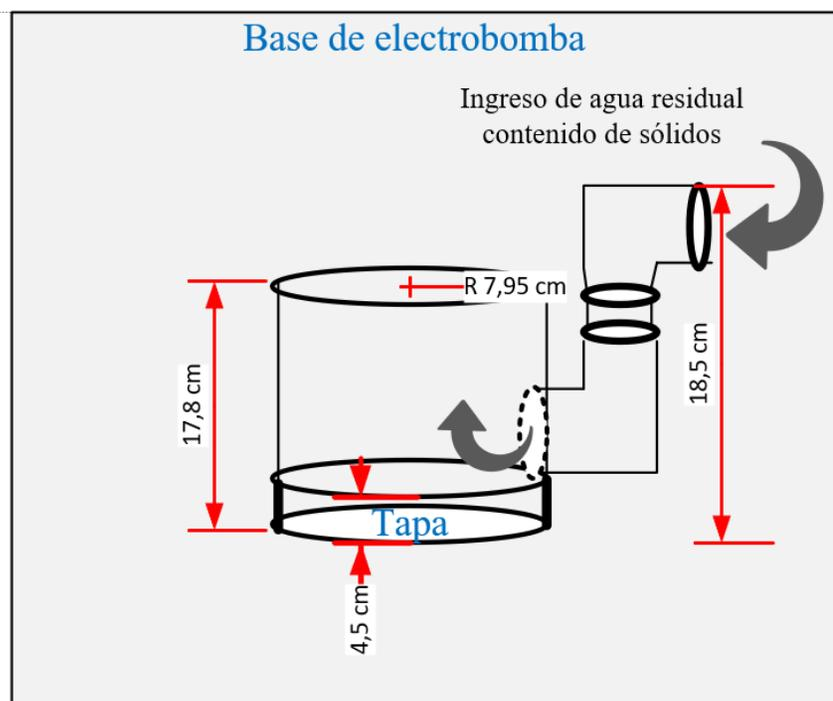 Base de electrobomba
Ingreso de agua residual
contenido de sólidos
R 7,95 cm
17,8 cm
18,5 cm
Tapa
4,5 cm